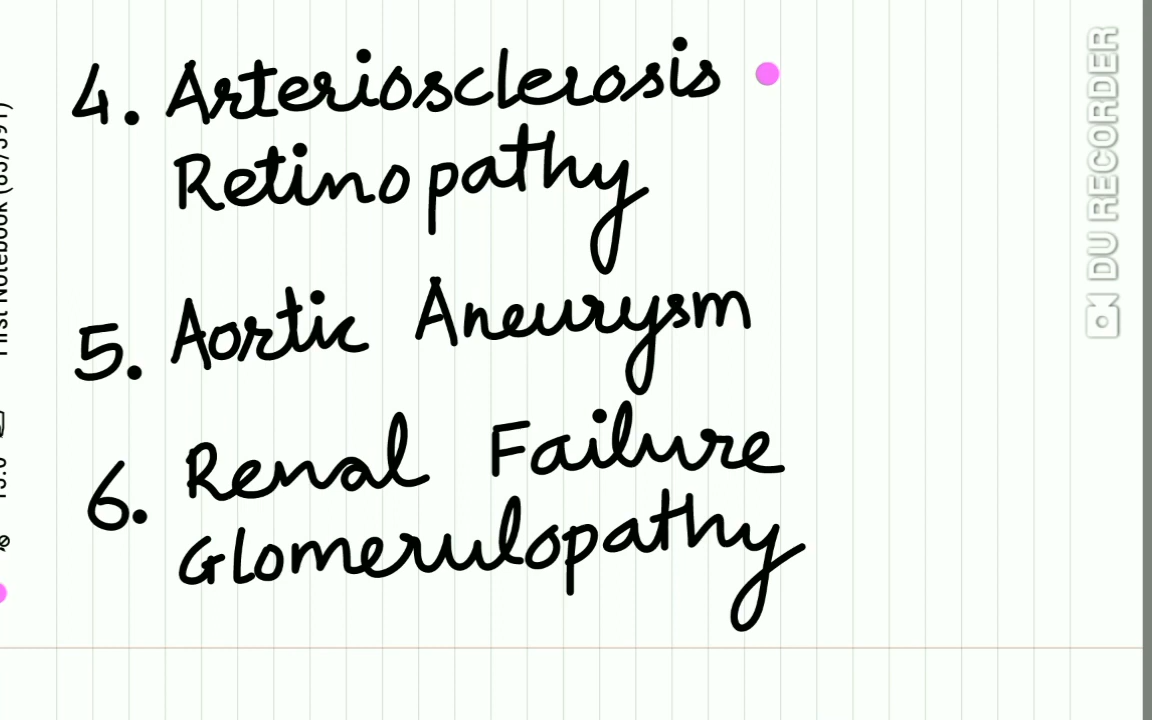 4. Arteriosclerosis
Retinopathy
5. Aortic Aneurysm
6. Renal Failure
Glomerulopathy
DU RECORDER